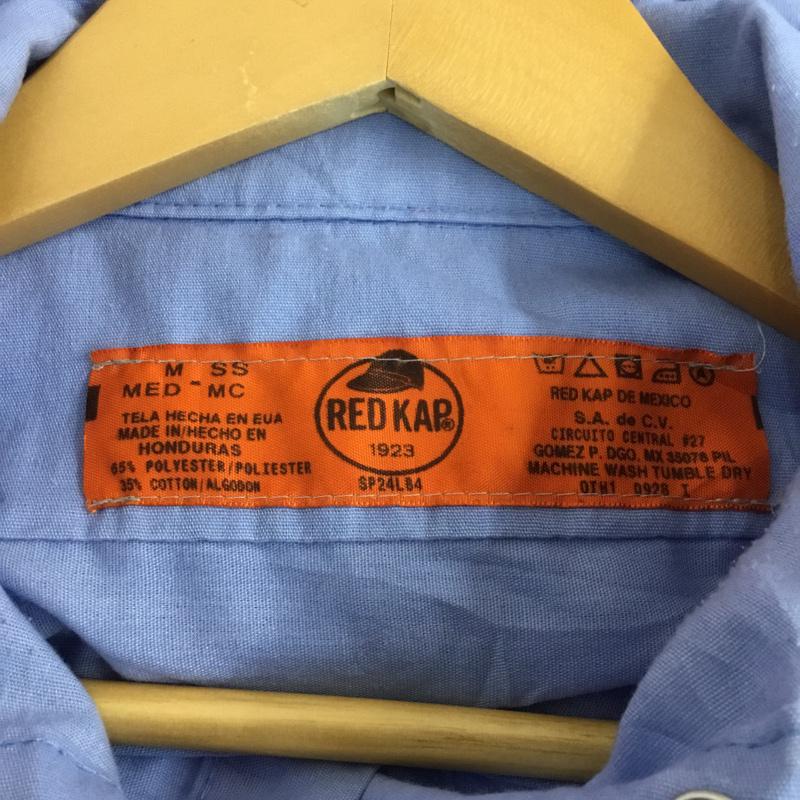 M SS
MED - MC
TELA HECHA EN EUA
MADE IN/HECHO EN
HONDURAS
65% POLYESTER/POLIESTER
35% COTTON/ALGODON
RED KAP®
1923
SP24LB4
RED KAP DE MEXICO
S.A. de C.V.
CIRCUITO CENTRAL #27
GOMEZ P. DGO. MX 35078 PIL
MACHINE WASH TUMBLE DRY
0928 I